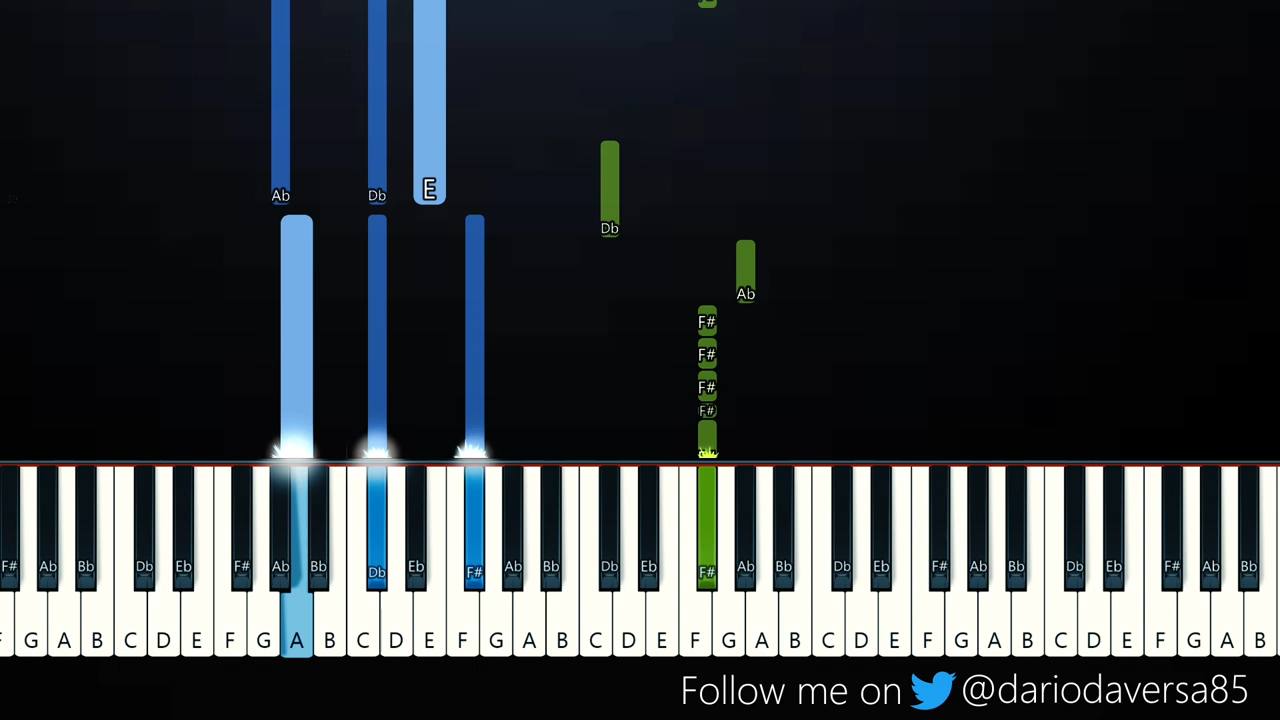 Ab Db E
Db
Ab
F#
F#
F#
F#
F# Ab Bb Db Eb F# Ab Bb Db Eb F# Ab Bb Db Eb F# Ab Bb Db Eb F# Ab Bb Db Eb F# Ab Bb
F G A B C D E F G A B C D E F G A B C D E F G A B C D E F G A B C D E F G A B
Follow me on @dariodaversa85